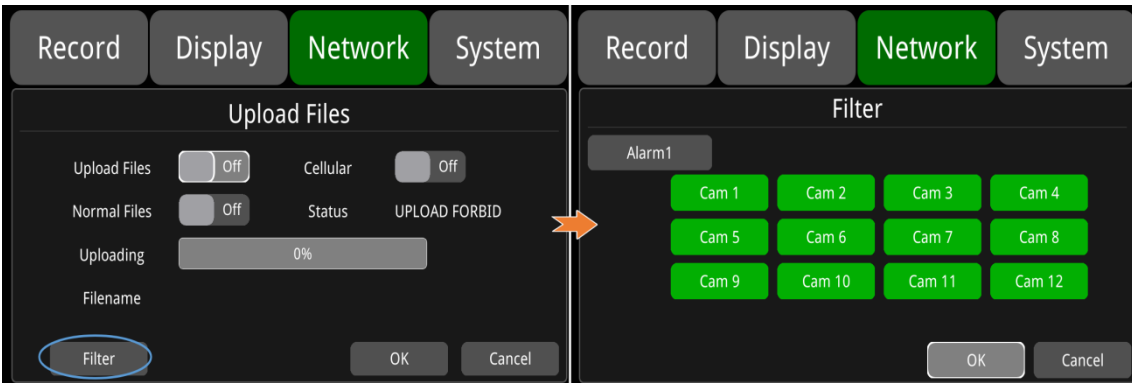 Record Display Network System
Upload Files
Upload Files Off Cellular Off
Normal Files Off Status UPLOAD FORBID
Uploading 0%
Filename
Filter OK Cancel
Record Display Network System
Filter
Alarm1
Cam 1 Cam 2 Cam 3 Cam 4
Cam 5 Cam 6 Cam 7 Cam 8
Cam 9 Cam 10 Cam 11 Cam 12
OK Cancel